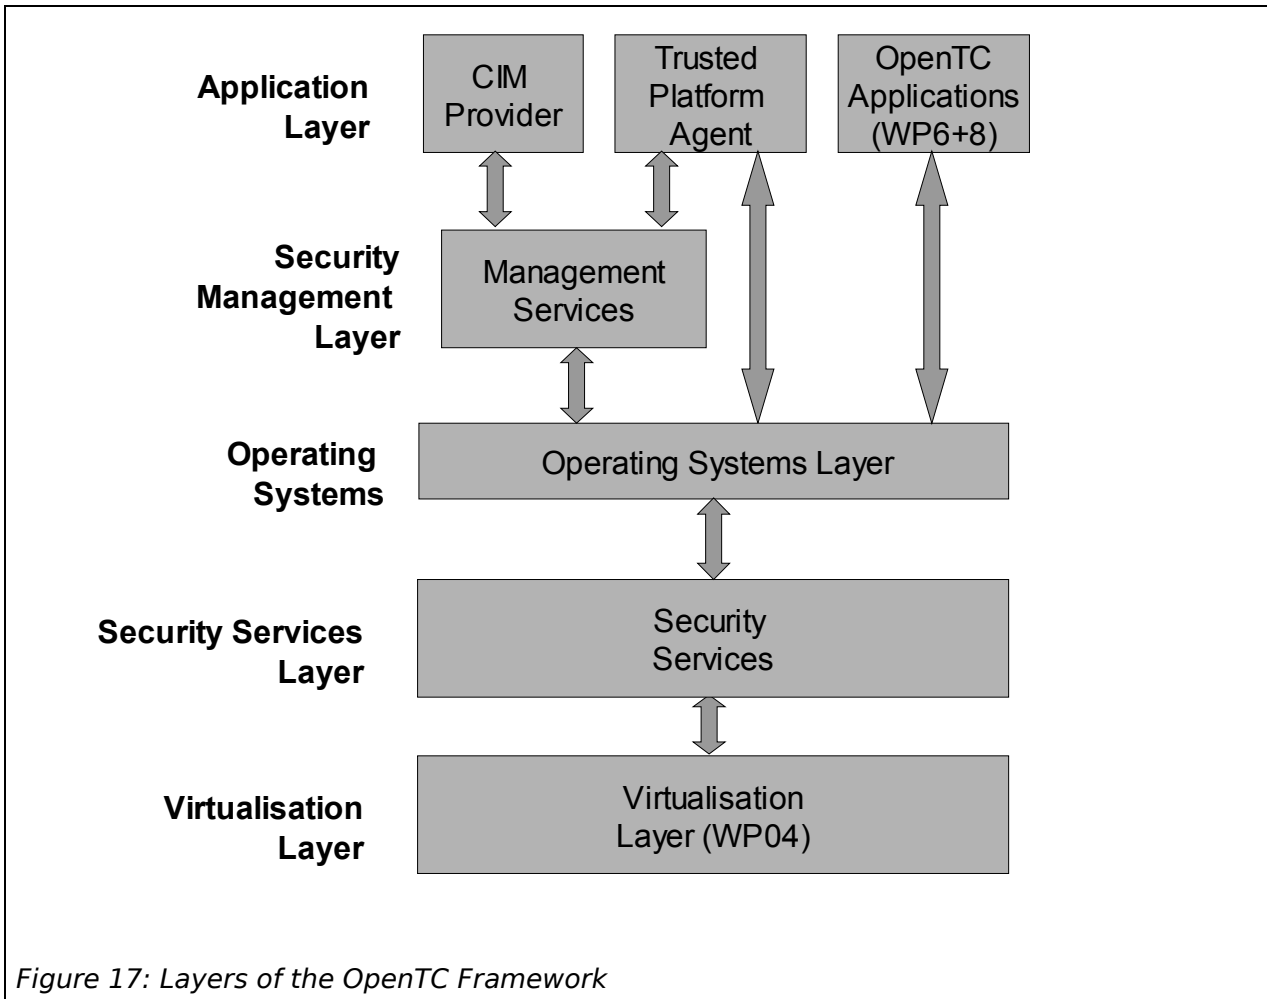 Application
Layer
CIM
Provider
Trusted
Platform
Agent
OpenTC
Applications
(WP6+8)
Security
Management
Layer
Management
Services
Operating
Systems
Operating Systems Layer
Security Services
Layer
Security
Services
Virtualisation
Layer
Virtualisation
Layer (WP04)
Figure 17: Layers of the OpenTC Framework